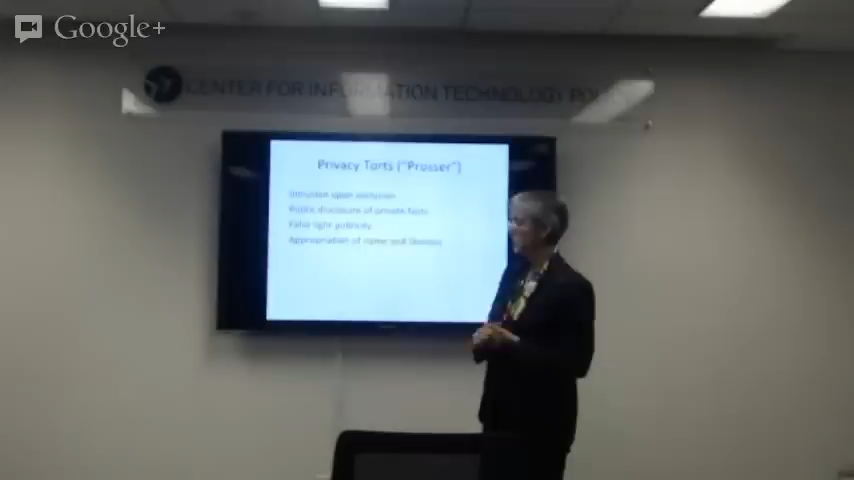 Google+
CENTER FOR INFORMATION TECHNOLOGY POLICY
Privacy Torts ("Prosser")
Intrusion upon seclusion
Public disclosure of private facts
False light publicity
Appropriation of name and likeness